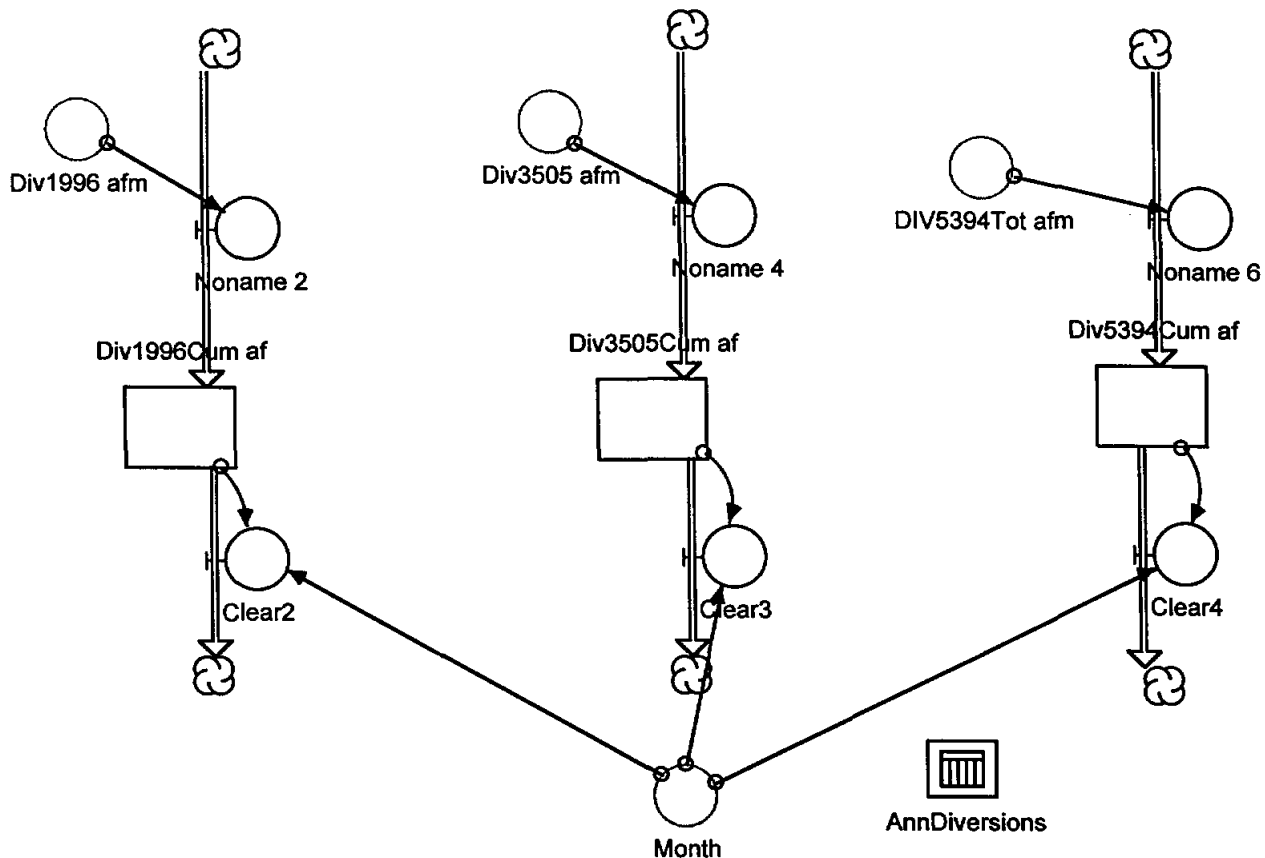 Div1996 afm
Div3505 afm
DIV5394Tot afm
Noname 2
Noname 4
Noname 6
Div1996Cum af
Div3505Cum af
Div5394Cum af
Clear2
Clear3
Clear4
Month
AnnDiversions